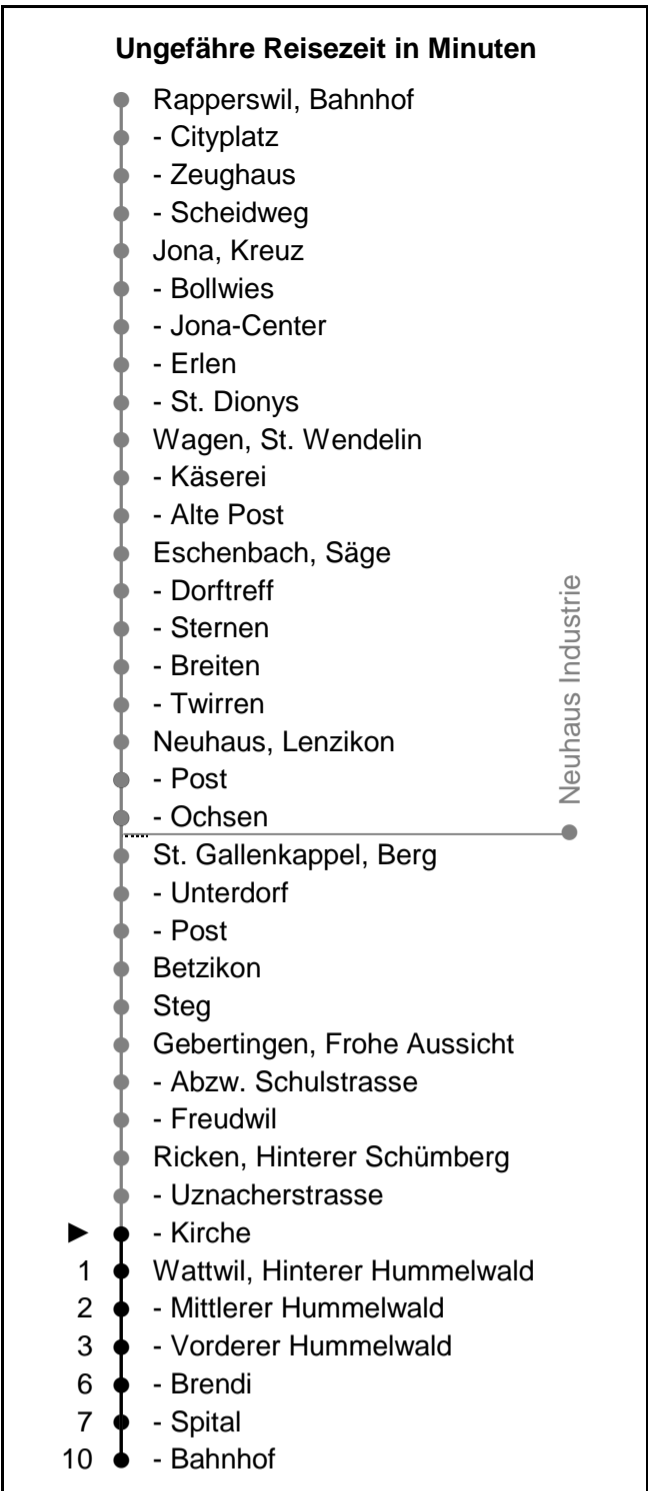 Ungefähre Reisezeit in Minuten
Rapperswil, Bahnhof
- Cityplatz
- Zeughaus
- Scheidweg
Jona, Kreuz
- Bollwies
- Jona-Center
- Erlen
- St. Dionys
Wagen, St. Wendelin
- Käserei
- Alte Post
Eschenbach, Säge
- Dorftreff
- Sternen
- Breiten
- Twirren
Neuhaus, Lenzikon
- Post
- Ochsen
Neuhaus Industrie
St. Gallenkappel, Berg
- Unterdorf
- Post
Betzikon
Steg
Gebertingen, Frohe Aussicht
- Abzw. Schulstrasse
- Freudwil
Ricken, Hinterer Schümberg
- Uznacherstrasse
► - Kirche
1 Wattwil, Hinterer Hummelwald
2 - Mittlerer Hummelwald
3 - Vorderer Hummelwald
6 - Brendi
7 - Spital
10 - Bahnhof